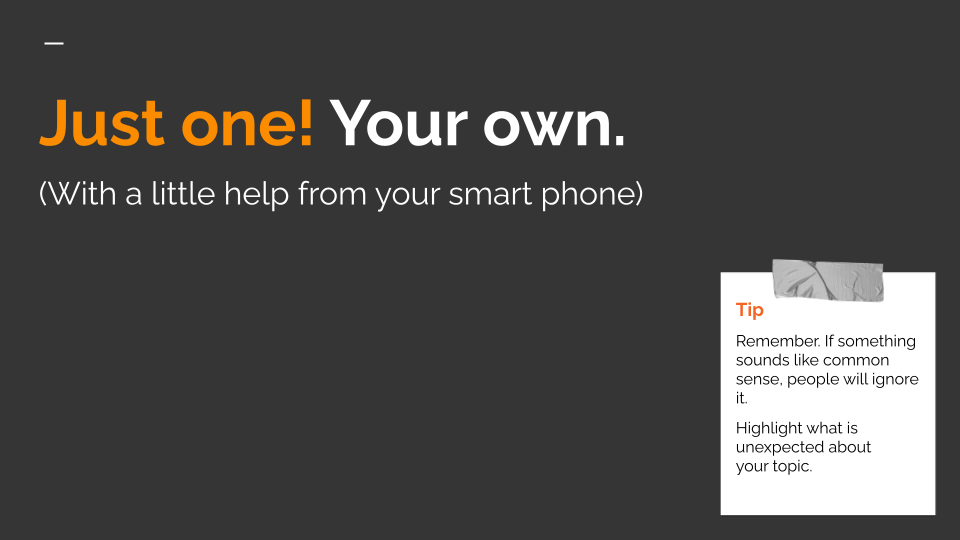 Just one! Your own.
(With a little help from your smart phone)
Tip
Remember. If something
sounds like common
sense, people will ignore
it.
Highlight what is
unexpected about
your topic.